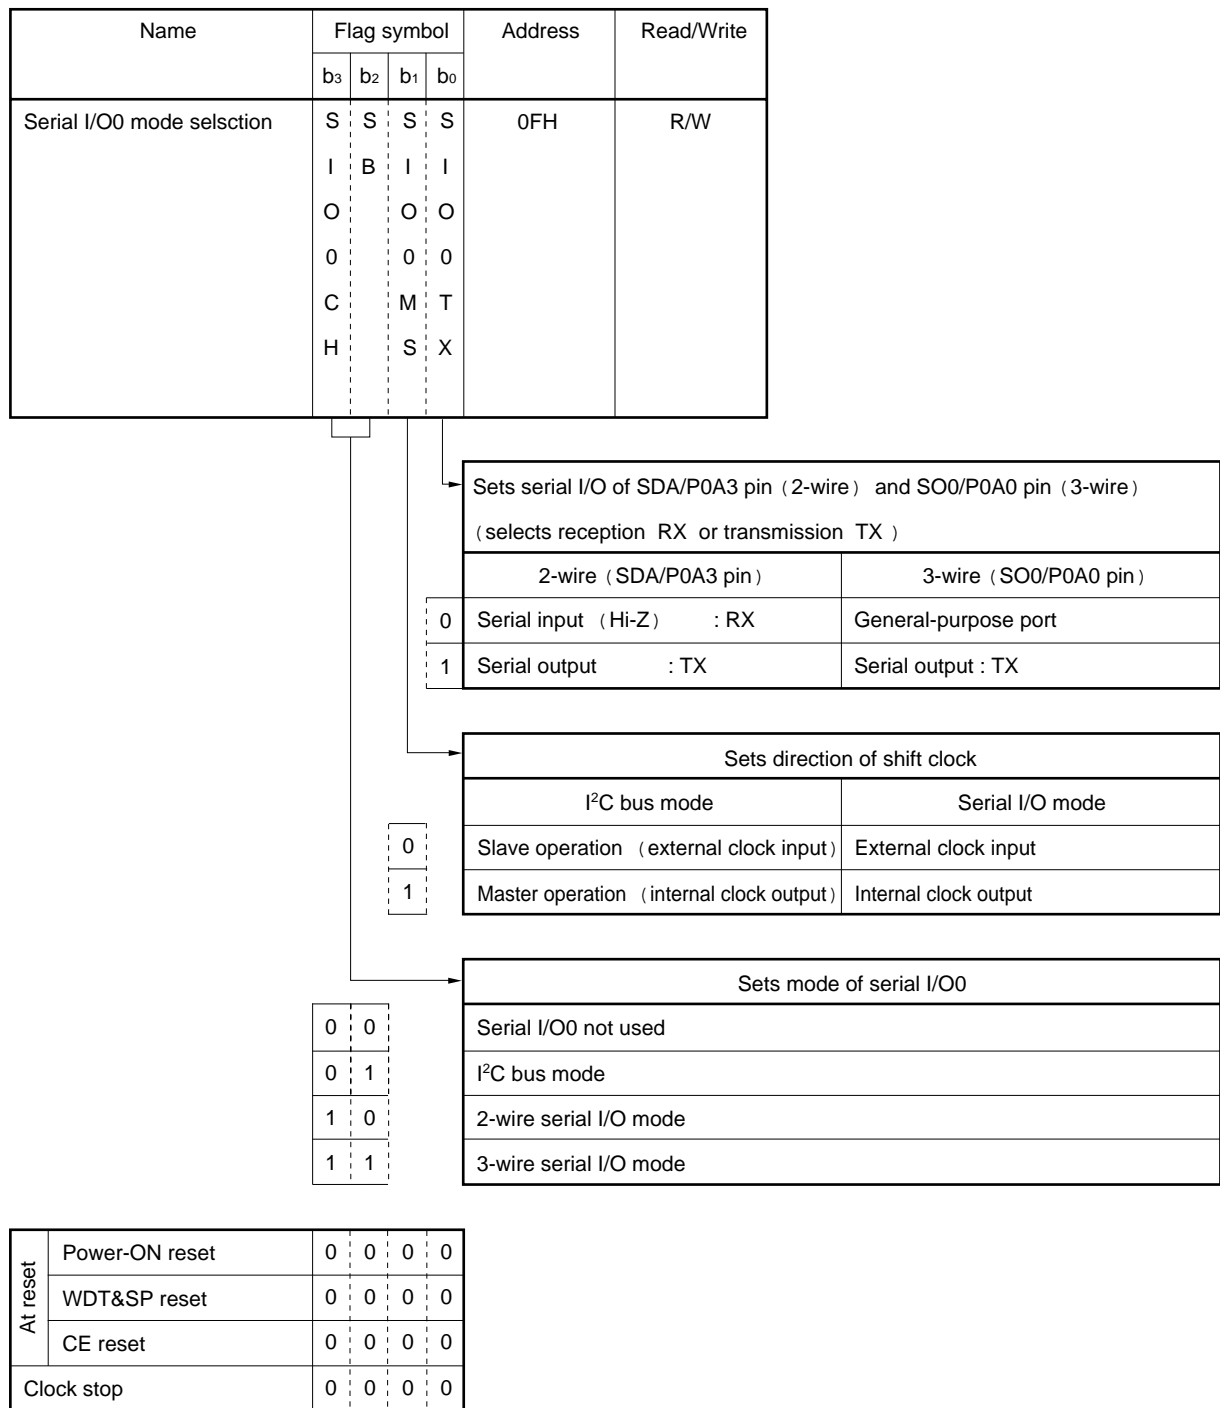 Name Flag symbol Address Read/Write
b3 b2 b1 b0
Serial I/O0 mode selsction S S S S 0FH R/W
I B I I
O O O
0 0 0
C M T
H S X
Sets serial I/O of SDA/P0A3 pin (2-wire) and SO0/P0A0 pin (3-wire)
(selects reception RX or transmission TX )
2-wire (SDA/P0A3 pin) 3-wire (SO0/P0A0 pin)
0 Serial input (Hi-Z) : RX General-purpose port
1 Serial output : TX Serial output : TX
Sets direction of shift clock
I²C bus mode Serial I/O mode
0 Slave operation (external clock input) External clock input
1 Master operation (internal clock output) Internal clock output
Sets mode of serial I/O0
0 0 Serial I/O0 not used
0 1 I²C bus mode
1 0 2-wire serial I/O mode
1 1 3-wire serial I/O mode
At reset
Power-ON reset 0 0 0 0
WDT&SP reset 0 0 0 0
CE reset 0 0 0 0
Clock stop 0 0 0 0